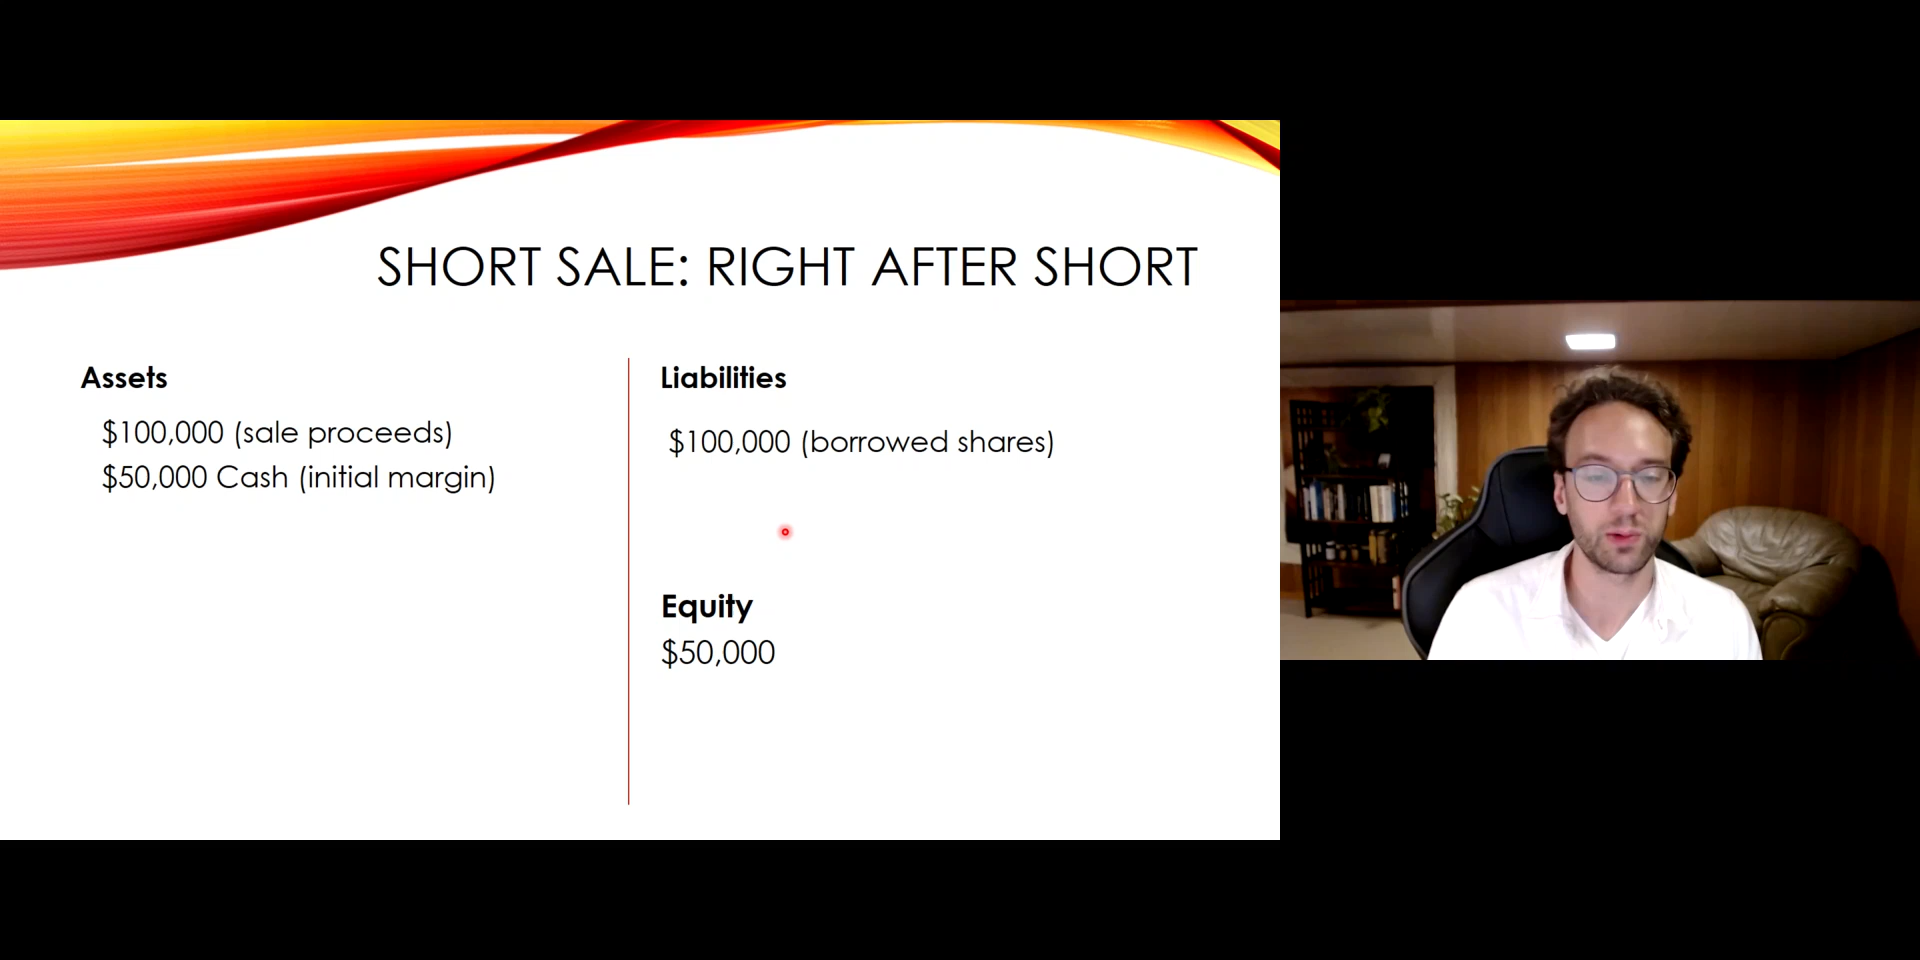 SHORT SALE: RIGHT AFTER SHORT
Assets
$100,000 (sale proceeds)
$50,000 Cash (initial margin)
Liabilities
$100,000 (borrowed shares)
Equity
$50,000